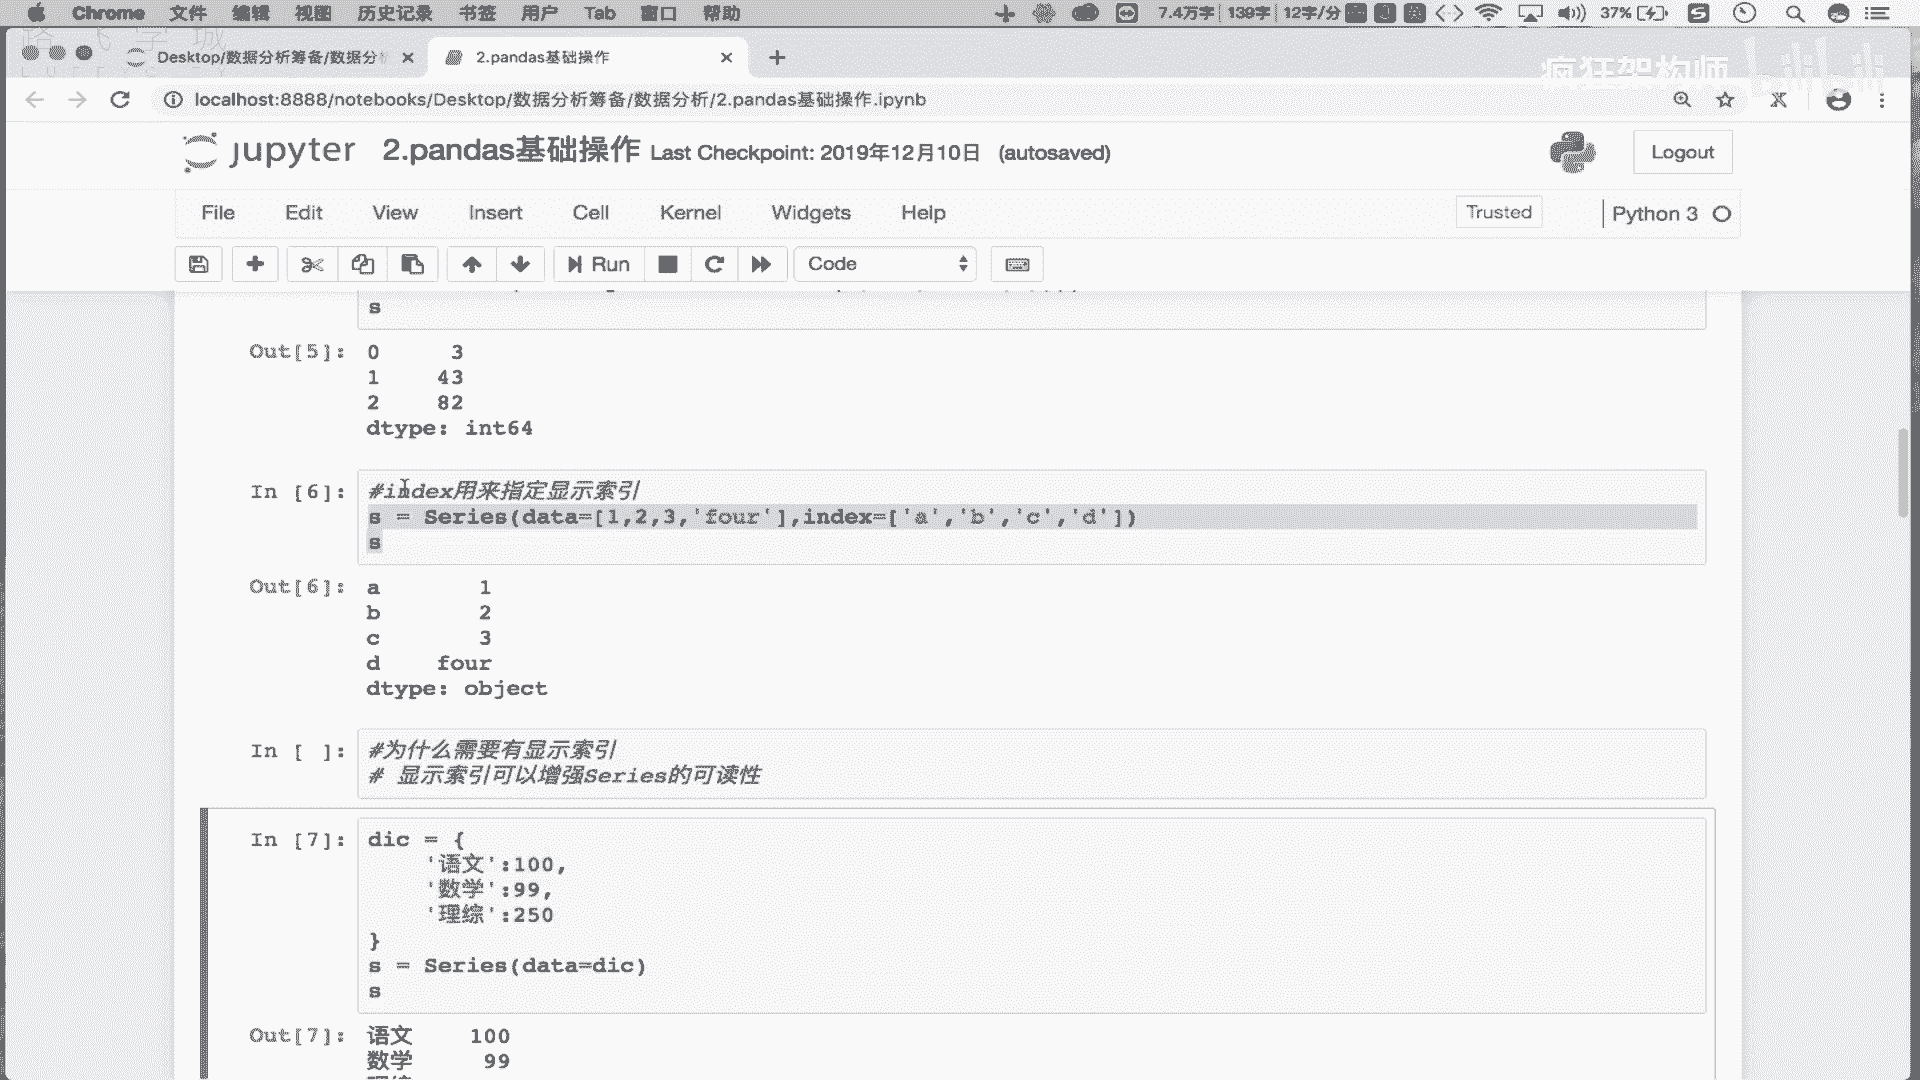 Chrome 文件 编辑 视图 历史记录 书签 用户 Tab 窗口 帮助 7.4万字 139字 12字/分 37%
路飞学城
疯狂架构师 bilibili
Desktop/数据分析筹备/数据分析 2.pandas基础操作
localhost:8888/notebooks/Desktop/数据分析筹备/数据分析/2.pandas基础操作.ipynb
jupyter 2.pandas基础操作 Last Checkpoint: 2019年12月10日 (autosaved) Logout
File Edit View Insert Cell Kernel Widgets Help Trusted Python 3
Run Code
s
Out[5]: 0 3
1 43
2 82
dtype: int64
In [6]: #index用来指定显示索引
s = Series(data=[1,2,3,'four'],index=['a','b','c','d'])
s
Out[6]: a 1
b 2
c 3
d four
dtype: object
In [ ]: #为什么需要有显示索引
# 显示索引可以增强Series的可读性
In [7]: dic = {
'语文':100,
'数学':99,
'理综':250
}
s = Series(data=dic)
s
Out[7]: 语文 100
数学 99